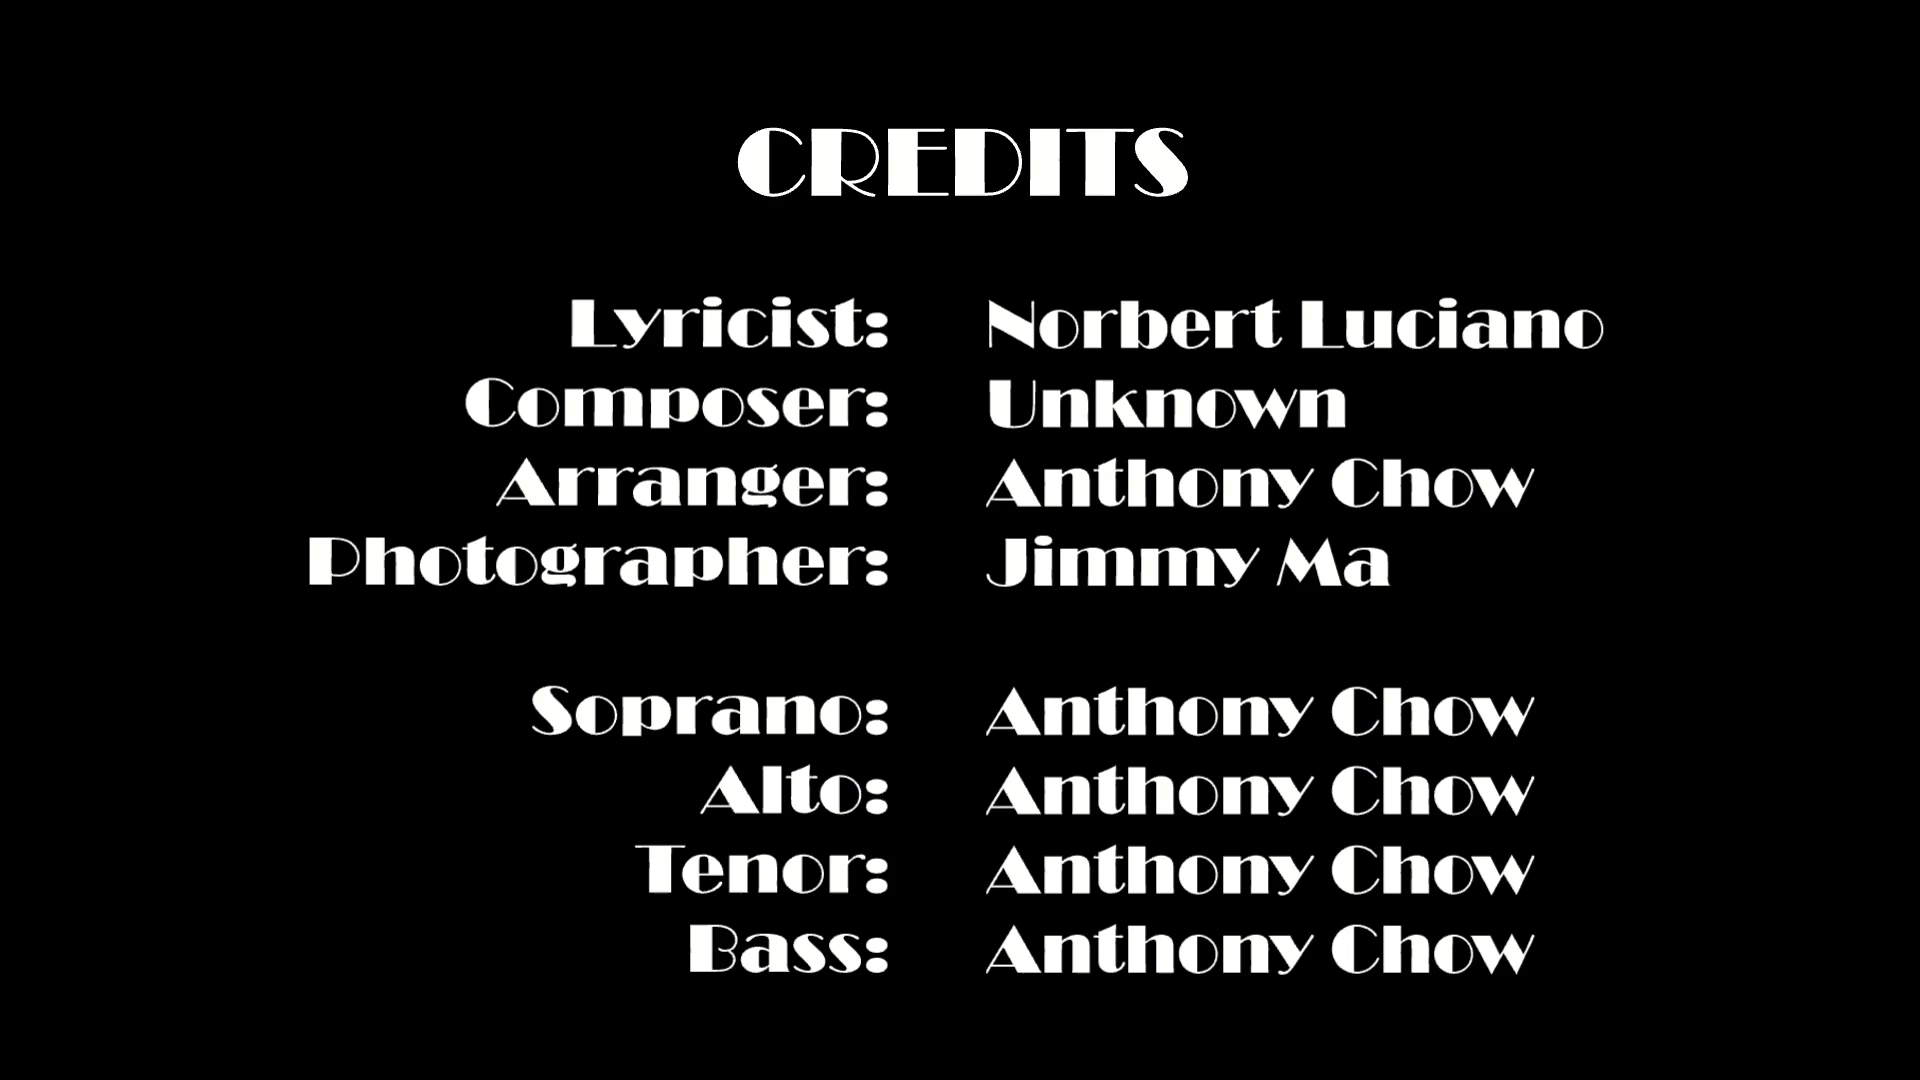 CREDITS
Lyricist: Norbert Luciano
Composer: Unknown
Arranger: Anthony Chow
Photographer: Jimmy Ma
Soprano: Anthony Chow
Alto: Anthony Chow
Tenor: Anthony Chow
Bass: Anthony Chow